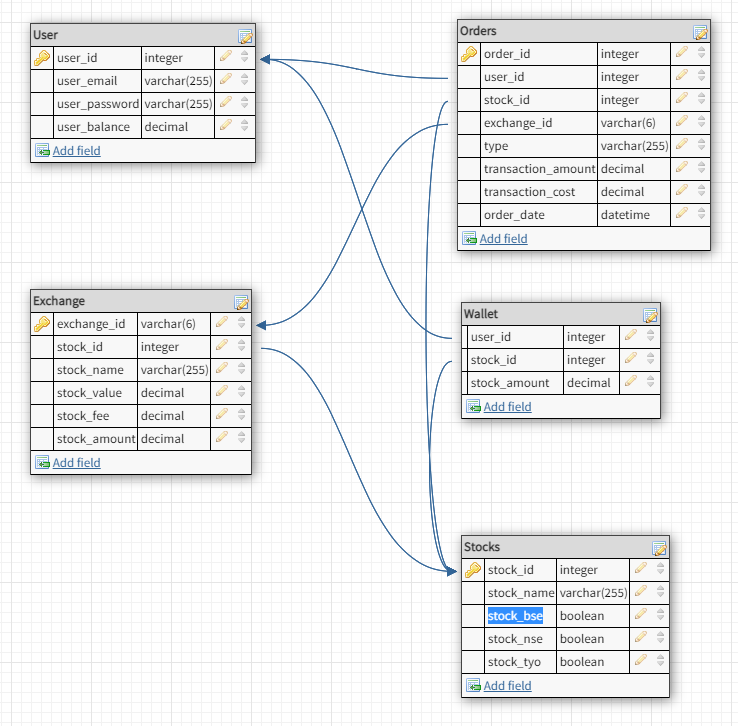 User
user_id integer
user_email varchar(255)
user_password varchar(255)
user_balance decimal
Add field
Orders
order_id integer
user_id integer
stock_id integer
exchange_id varchar(6)
type varchar(255)
transaction_amount decimal
transaction_cost decimal
order_date datetime
Add field
Exchange
exchange_id varchar(6)
stock_id integer
stock_name varchar(255)
stock_value decimal
stock_fee decimal
stock_amount decimal
Add field
Wallet
user_id integer
stock_id integer
stock_amount decimal
Add field
Stocks
stock_id integer
stock_name varchar(255)
stock_bse boolean
stock_nse boolean
stock_tyo boolean
Add field